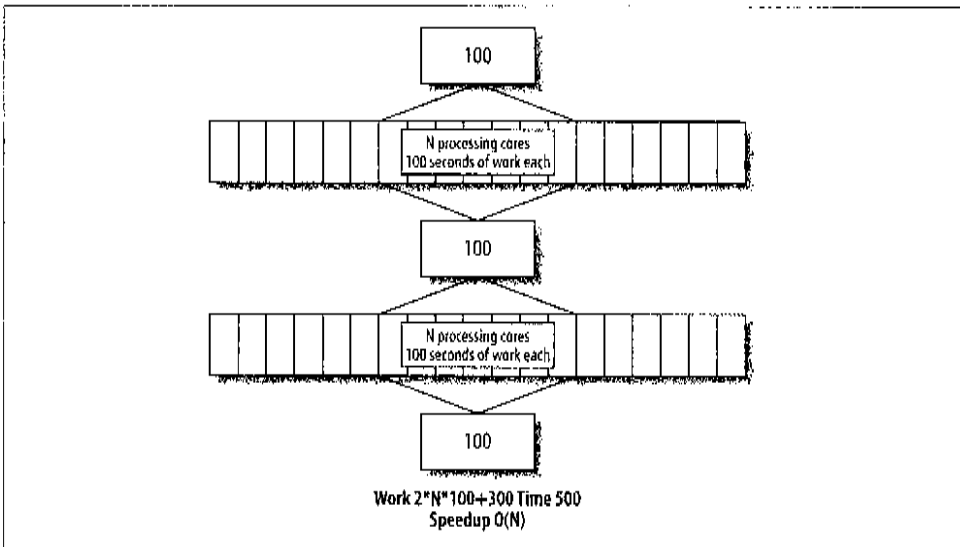 100
N processing cores
100 seconds of work each
100
N processing cores
100 seconds of work each
100
Work 2*N*100+300 Time 500
Speedup O(N)